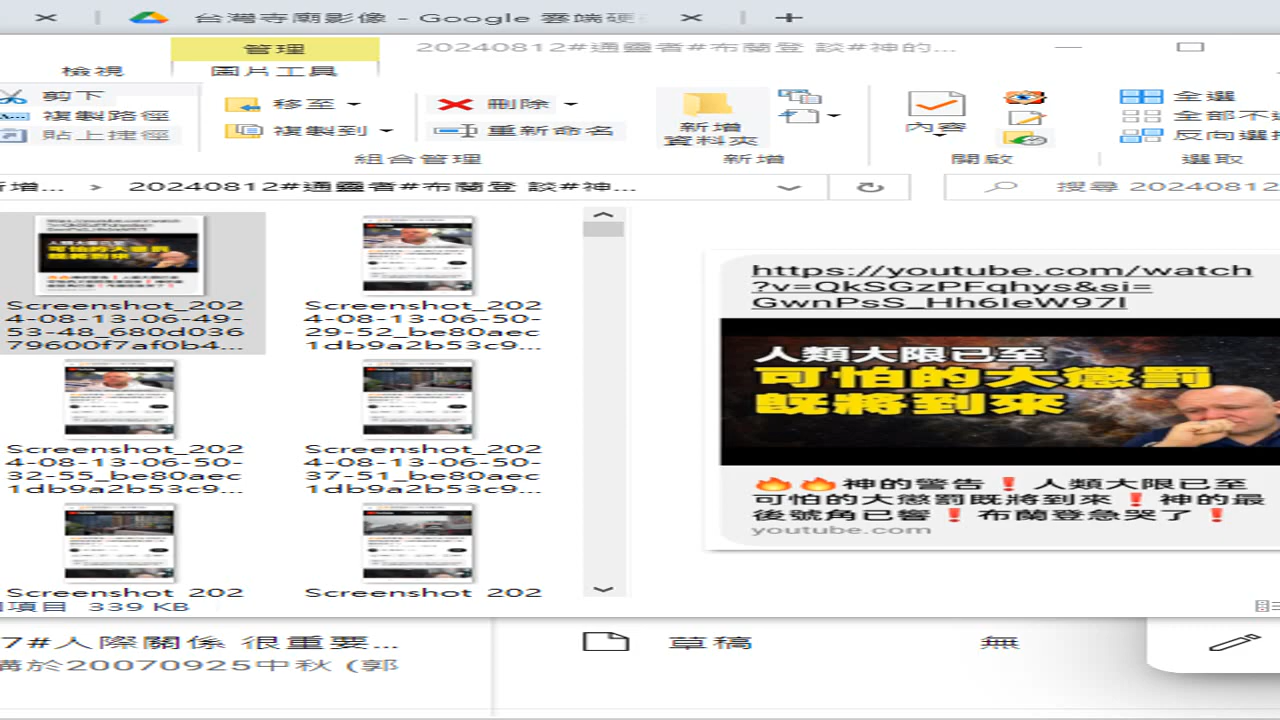 台灣寺廟影像 - Google 雲端硬
管理
20240812#通靈者#布蘭登 談#神的...
檢視
圖片工具
剪下
複製路徑
貼上捷徑
移至
複製到
刪除
重新命名
新增
資料夾
內容
全選
全部不選
反向選擇
組合管理
新增
開啟
選取
新增... > 20240812#通靈者#布蘭登 談#神...
搜尋 20240812
Screenshot_202
4-08-13-06-49-
53-48_680d036
79600f7af0b4...
Screenshot_202
4-08-13-06-50-
29-52_be80aec
1db9a2b53c9...
Screenshot_202
4-08-13-06-50-
32-55_be80aec
1db9a2b53c9...
Screenshot_202
4-08-13-06-50-
37-51_be80aec
1db9a2b53c9...
Screenshot 202
Screenshot 202
項目 339 KB
https://youtube.com/watch
?v=QkSGzPFqhys&si=
GwnPsS_Hh6IeW97l
人類大限已至
可怕的大懲罰
既將到來
🔥🔥神的警告❗人類大限已至
可怕的大懲罰既將到來❗神的最
後號角已響❗布蘭登急哭了❗
youtube.com
7#人際關係 很重要...
講於20070925中秋 (郭
草稿
無